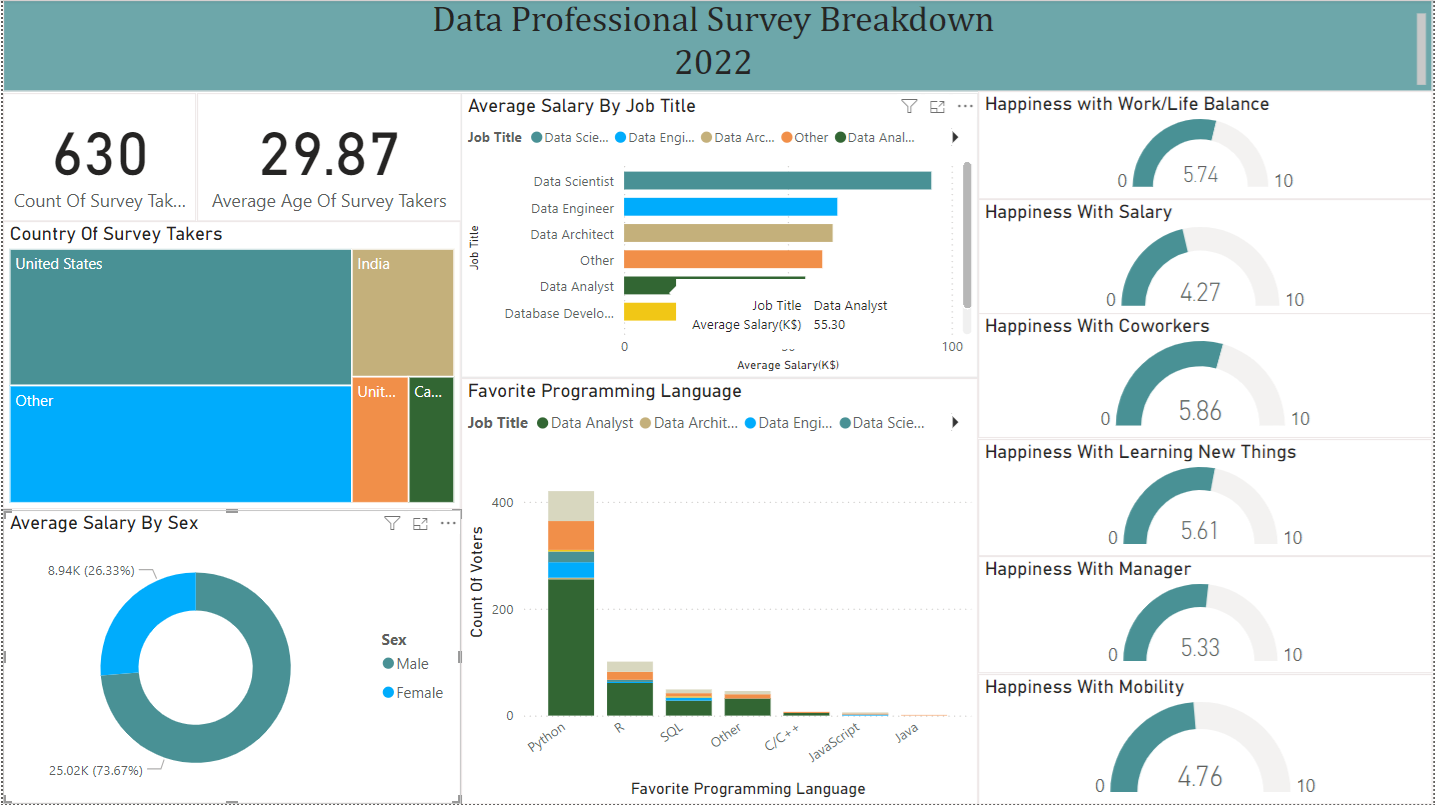 Data Professional Survey Breakdown
2022
630
Count Of Survey Tak...
29.87
Average Age Of Survey Takers
Country Of Survey Takers
United States
Other
India
Unit...
Ca...
Average Salary By Sex
8.94K (26.33%)
25.02K (73.67%)
Sex
Male
Female
Average Salary By Job Title
Job Title Data Scie... Data Engi... Data Arc... Other Data Anal...
Job Title
Data Scientist
Data Engineer
Data Architect
Other
Data Analyst
Database Develo...
Job Title Data Analyst
Average Salary(K$) 55.30
0 100
Average Salary(K$)
Favorite Programming Language
Job Title Data Analyst Data Archit... Data Engi... Data Scie...
Count Of Voters
400
200
0
Python R SQL Other C/C++ JavaScript Java
Favorite Programming Language
Happiness with Work/Life Balance
0 5.74 10
Happiness With Salary
0 4.27 10
Happiness With Coworkers
0 5.86 10
Happiness With Learning New Things
0 5.61 10
Happiness With Manager
0 5.33 10
Happiness With Mobility
0 4.76 10